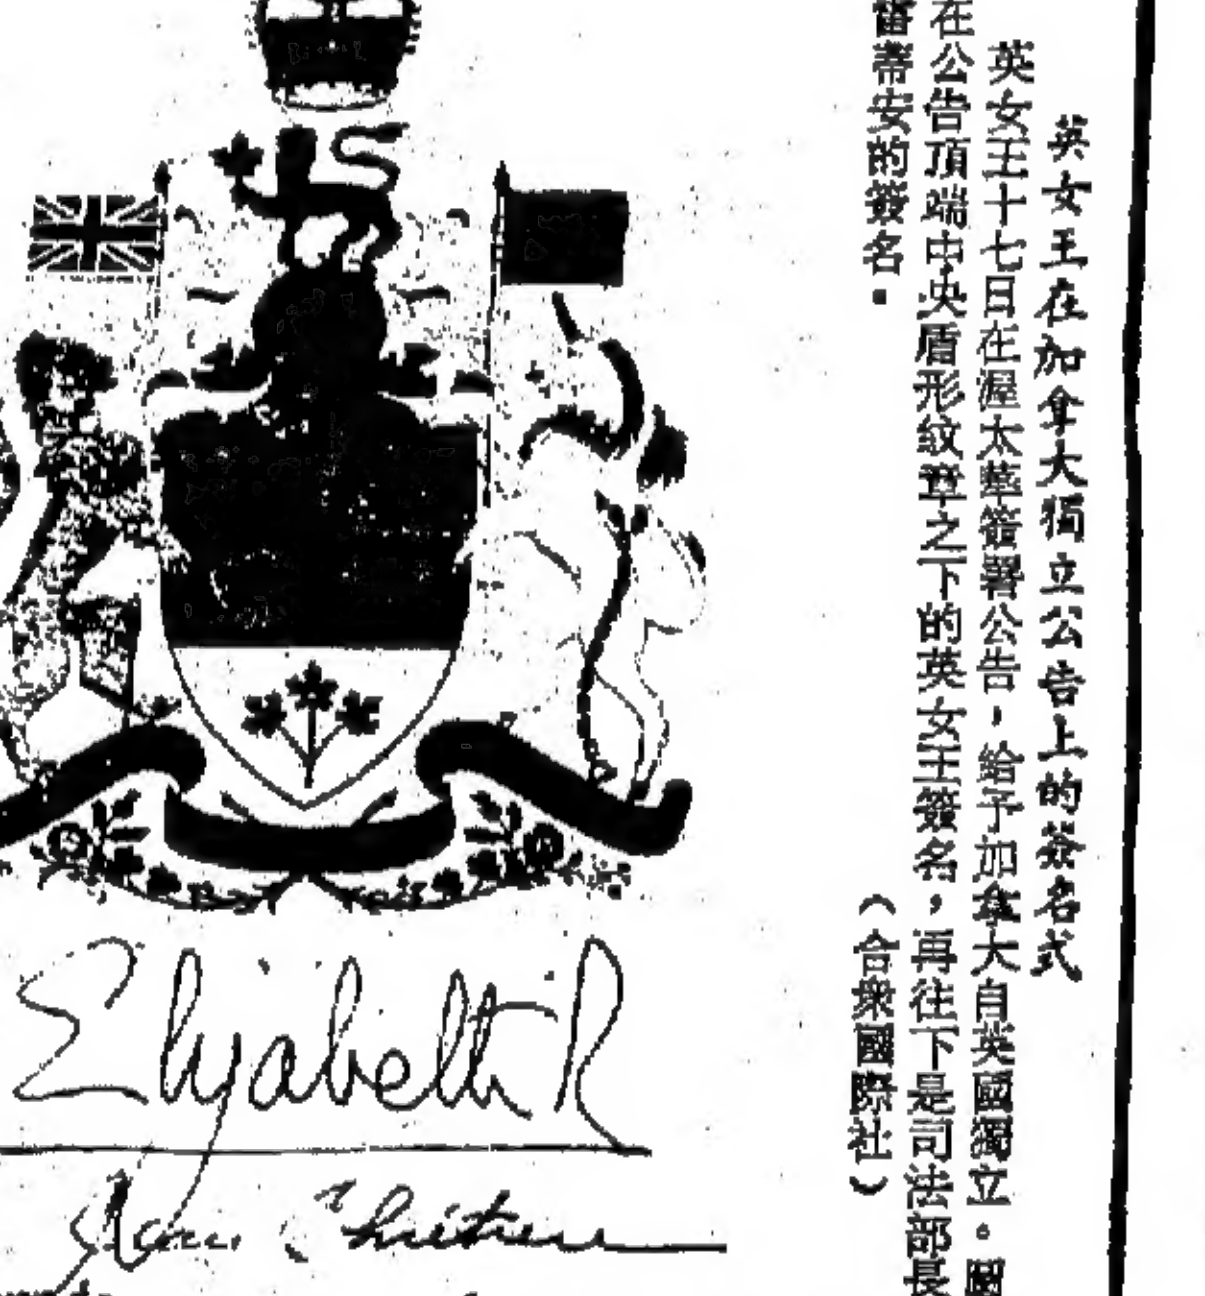 英女王在加拿大獨立公告上的簽名式
英女王十七日在渥太華簽署公告，給予加拿大自英國獨立。圖
在公告頂端中央盾形紋章之下的英女王簽名，再往下是司法部長
蒂安的簽名。
（合衆國際社）
Elizabeth R
Jean Chrétien